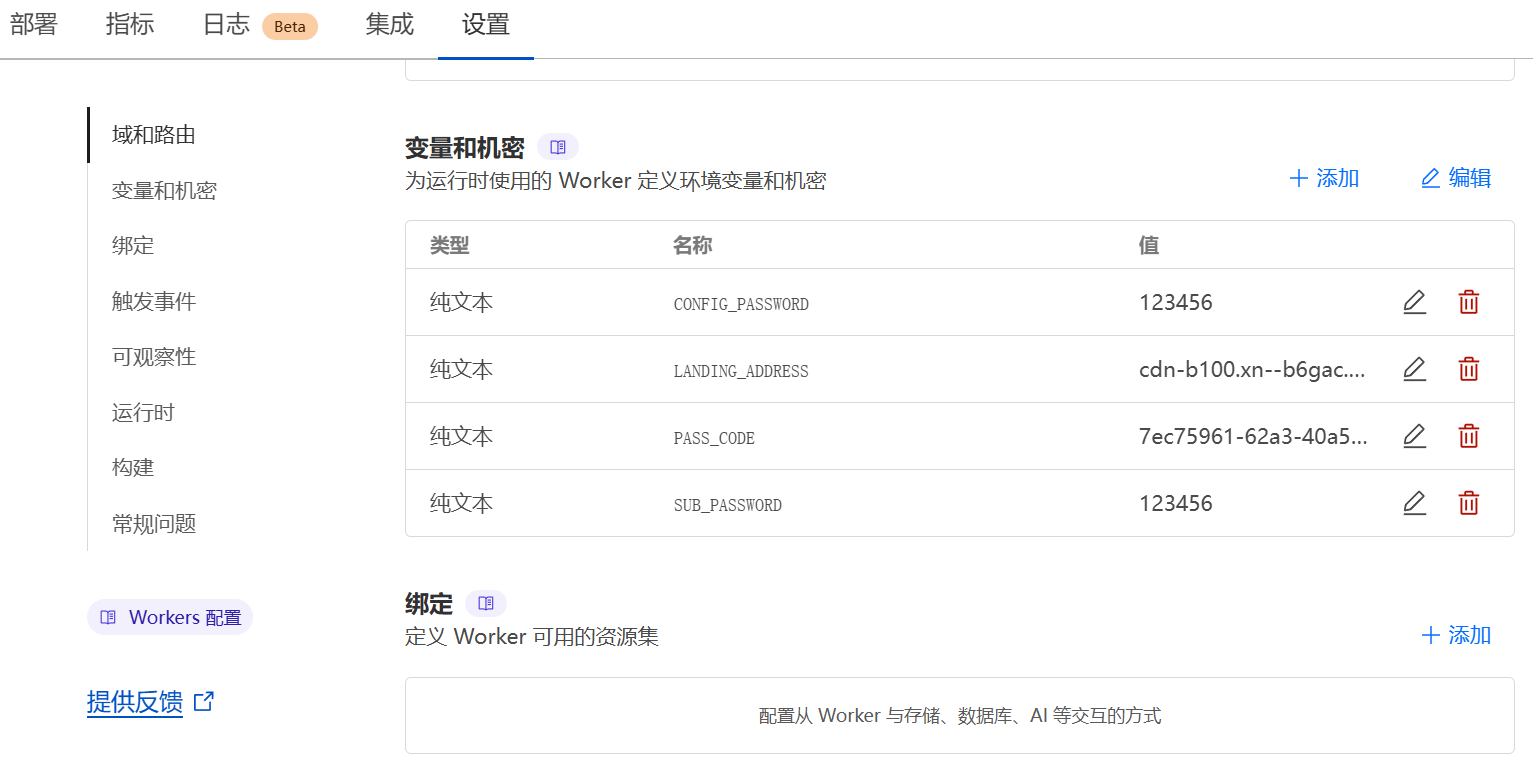 部署 指标 日志 Beta 集成 设置
域和路由
变量和机密
绑定
触发事件
可观察性
运行时
构建
常规问题
Workers 配置
提供反馈
变量和机密
为运行时使用的 Worker 定义环境变量和机密
添加 编辑
类型 名称 值
纯文本 CONFIG_PASSWORD 123456
纯文本 LANDING_ADDRESS cdn-b100.xn--b6gac....
纯文本 PASS_CODE 7ec75961-62a3-40a5...
纯文本 SUB_PASSWORD 123456
绑定
定义 Worker 可用的资源集
添加
配置从 Worker 与存储、数据库、AI 等交互的方式